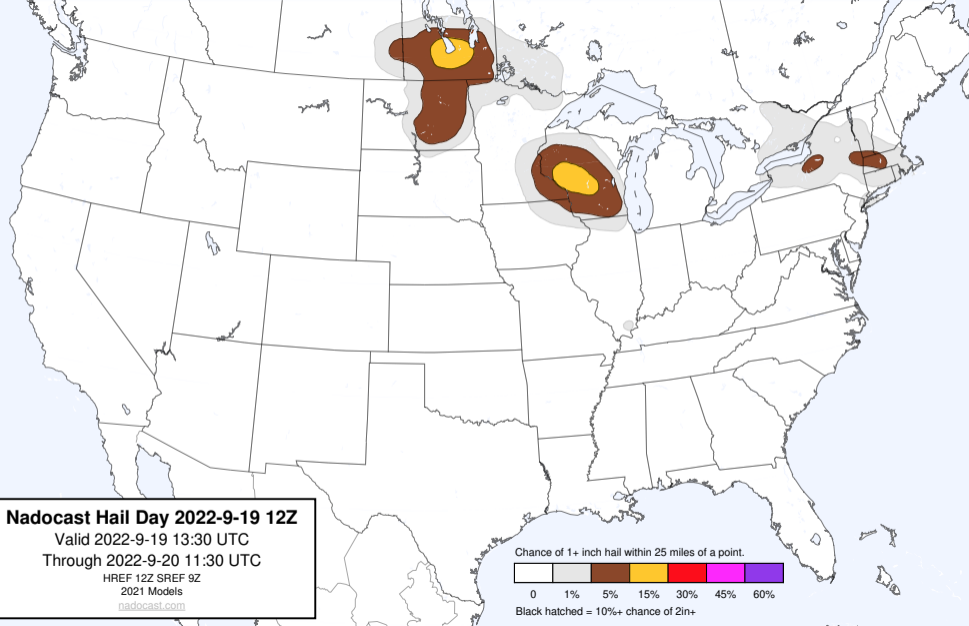 Nadocast Hail Day 2022-9-19 12Z
Valid 2022-9-19 13:30 UTC
Through 2022-9-20 11:30 UTC
HREF 12Z SREF 9Z
2021 Models
nadocast.com
Chance of 1+ inch hail within 25 miles of a point.
0 1% 5% 15% 30% 45% 60%
Black hatched = 10%+ chance of 2in+